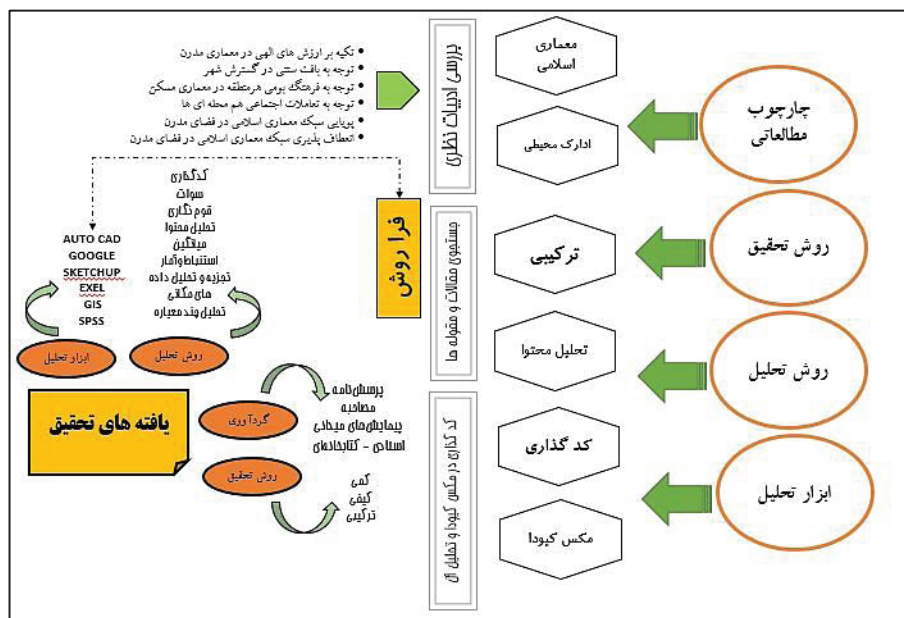 چارچوب
مطالعاتی
روش تحقیق
روش تحلیل
ابزار تحلیل
معماری
اسلامی
ادارک محیطی
ترکیبی
تحلیل محتوا
کد گذاری
مکس کیودا
بررسی ادبیات نظری
جستجوی مقالات و مقوله ها
کد گذاری در مکس کیودا و تحلیل آن
• تکیه بر ارزش های الهی در معماری مدرن
• توجه به بافت سنتی در گسترش شهر
• توجه به فرهنگ بومی هرمنطقه در معماری مسکن
• توجه به تعاملات اجتماعی هم محله ای ها
• پویایی سبک معماری اسلامی در فضای مدرن
• انعطاف پذیری سبک معماری اسلامی در فضای مدرن
فرا روش
کدگذاری
سوات
قوم نگاری
تحلیل محتوا
میانگین
استنباط وآمار
تجزیه و تحلیل داده
های مکانی
تحلیل چند معیاره
روش تحلیل
AUTO CAD
GOOGLE
SKETCHUP
EXEL
GIS
SPSS
ابزار تحلیل
یافته های تحقیق
گردآوری
پرسش‌نامه
مصاحبه
پیمایش‌های میدانی
اسنادی - کتابخانه‌ای
روش تحقیق
کمی
کیفی
ترکیبی